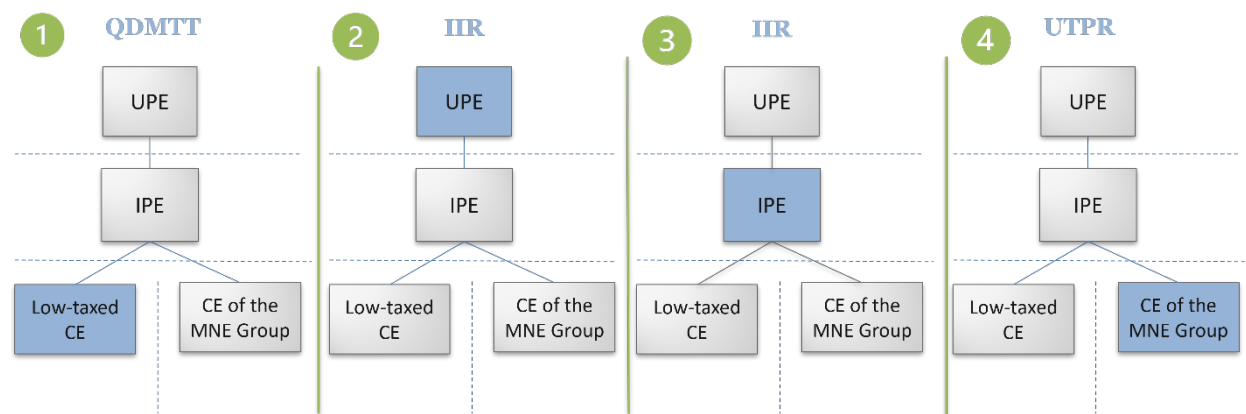 1
QDMTT
UPE
IPE
Low-taxed
CE
CE of the
MNE Group
2
IIR
UPE
IPE
Low-taxed
CE
CE of the
MNE Group
3
IIR
UPE
IPE
Low-taxed
CE
CE of the
MNE Group
4
UTPR
UPE
IPE
Low-taxed
CE
CE of the
MNE Group